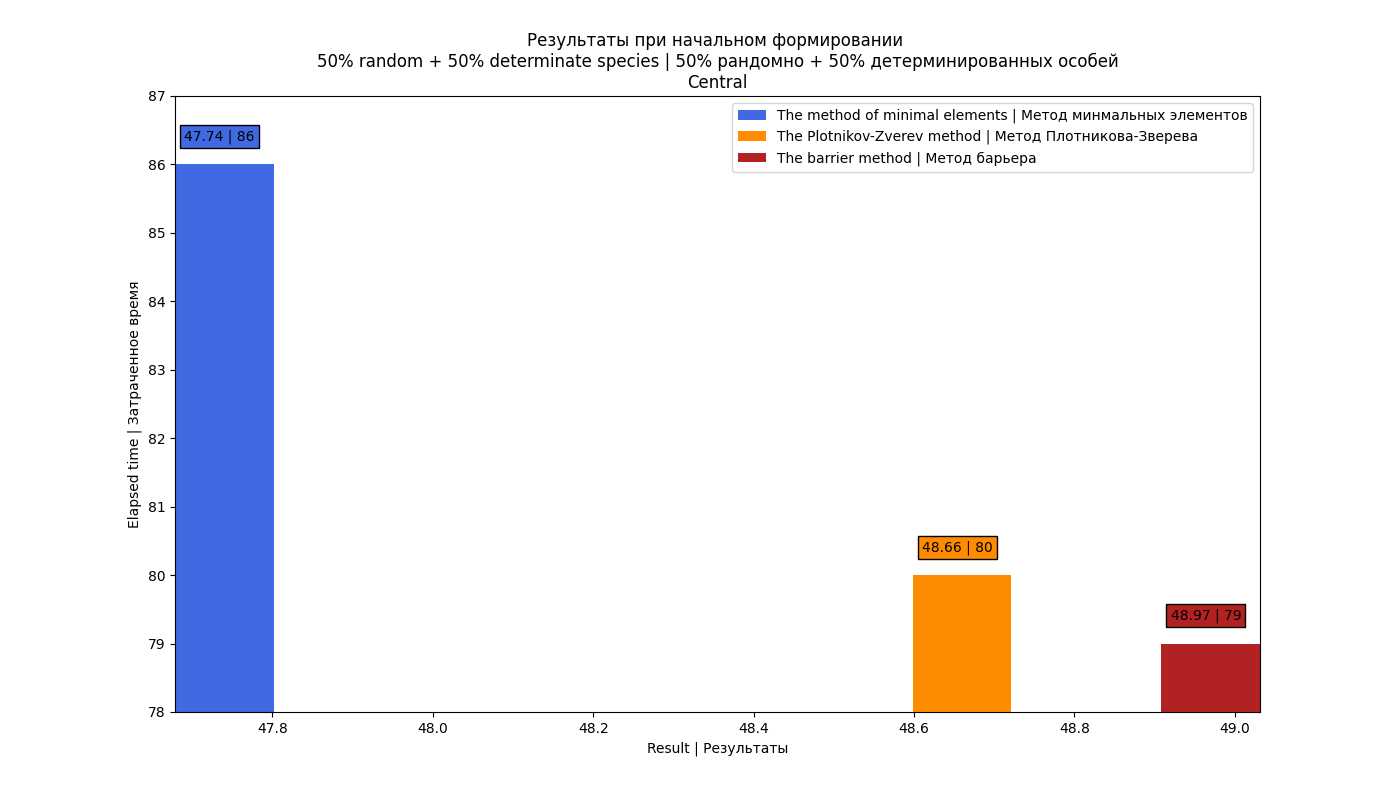 Результаты при начальном формировании
50% random + 50% determinate species | 50% рандомно + 50% детерминированных особей
Central
The method of minimal elements | Метод минмальных элементов
The Plotnikov-Zverev method | Метод Плотникова-Зверева
The barrier method | Метод барьера
47.74 | 86
48.66 | 80
48.97 | 79
Elapsed time | Затраченное время
87
86
85
84
83
82
81
80
79
78
47.8 48.0 48.2 48.4 48.6 48.8 49.0
Result | Результаты